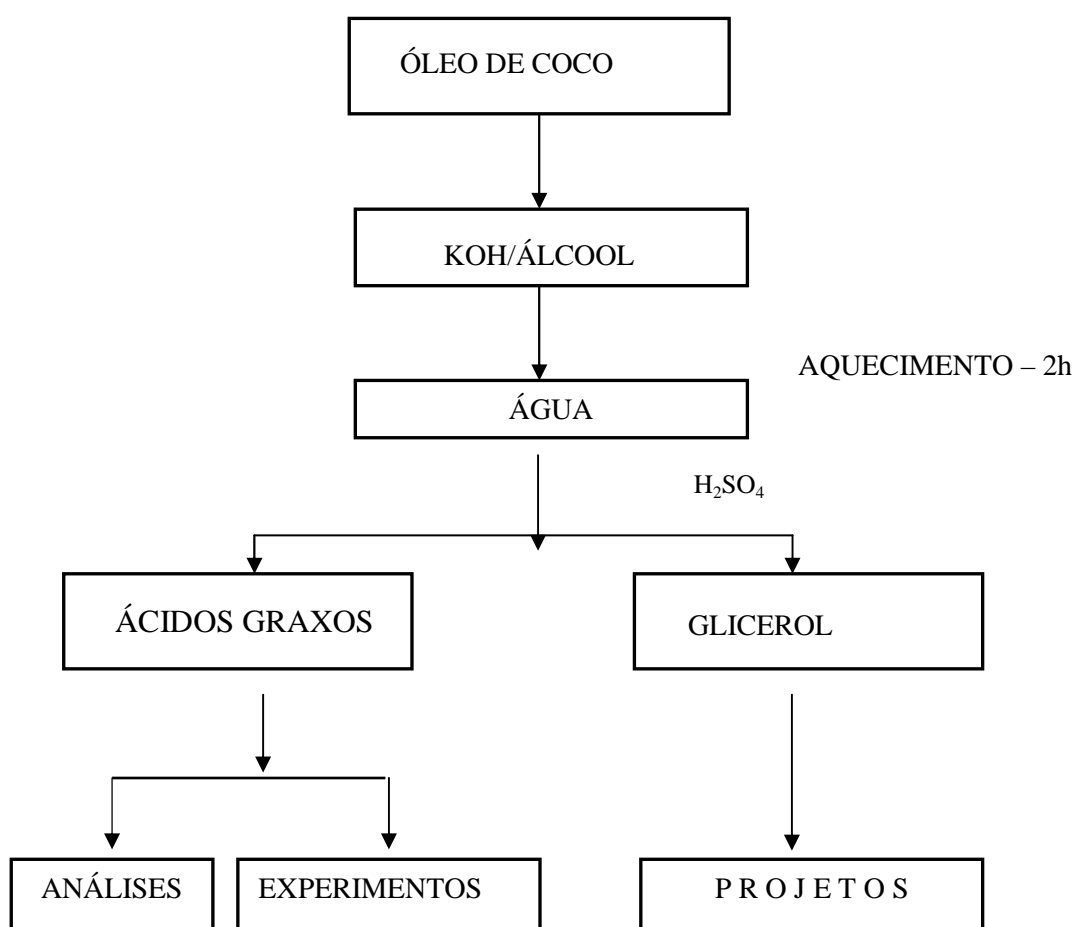 ÓLEO DE COCO
KOH/ÁLCOOL
AQUECIMENTO – 2h
ÁGUA
H₂SO₄
ÁCIDOS GRAXOS
GLICEROL
ANÁLISES
EXPERIMENTOS
P R O J E T O S